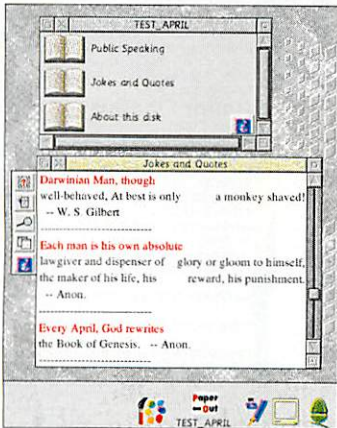 TEST_APRIL
Public Speaking
Jokes and Quotes
About this disk
Jokes and Quotes
Darwinian Man, though
well-behaved, At best is only a monkey shaved!
-- W. S. Gilbert
------------------------------
Each man is his own absolute
lawgiver and dispenser of glory or gloom to himself,
the maker of his life, his reward, his punishment.
-- Anon.
------------------------------
Every April, God rewrites
the Book of Genesis. -- Anon.
------------------------------
Paper
Out
TEST_APRIL